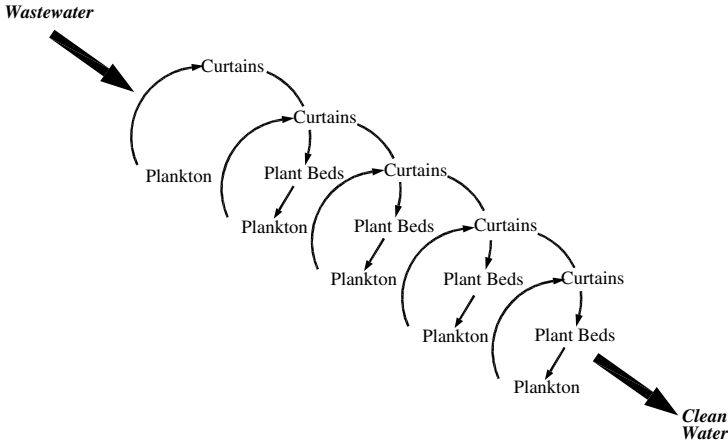 Wastewater
Curtains
Curtains
Plankton
Plant Beds
Curtains
Plankton
Plant Beds
Curtains
Plankton
Plant Beds
Curtains
Plankton
Plant Beds
Plankton
Clean
Water